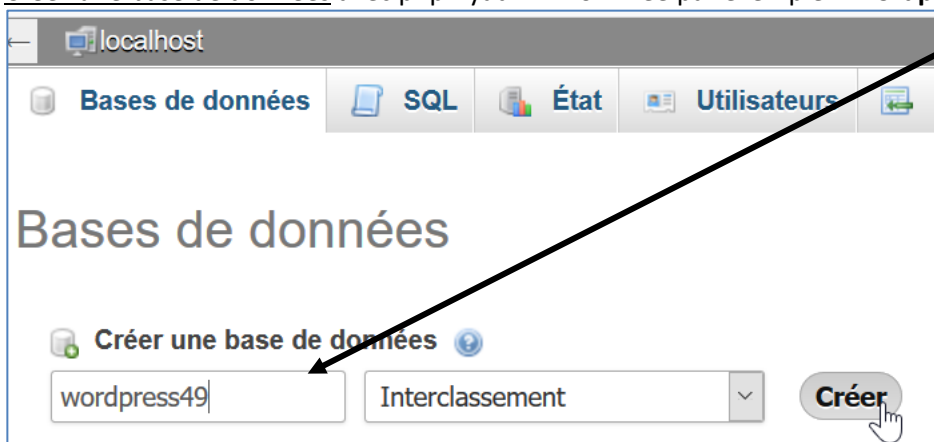 localhost
Bases de données SQL État Utilisateurs
Bases de données
Créer une base de données
wordpress49 Interclassement Créer